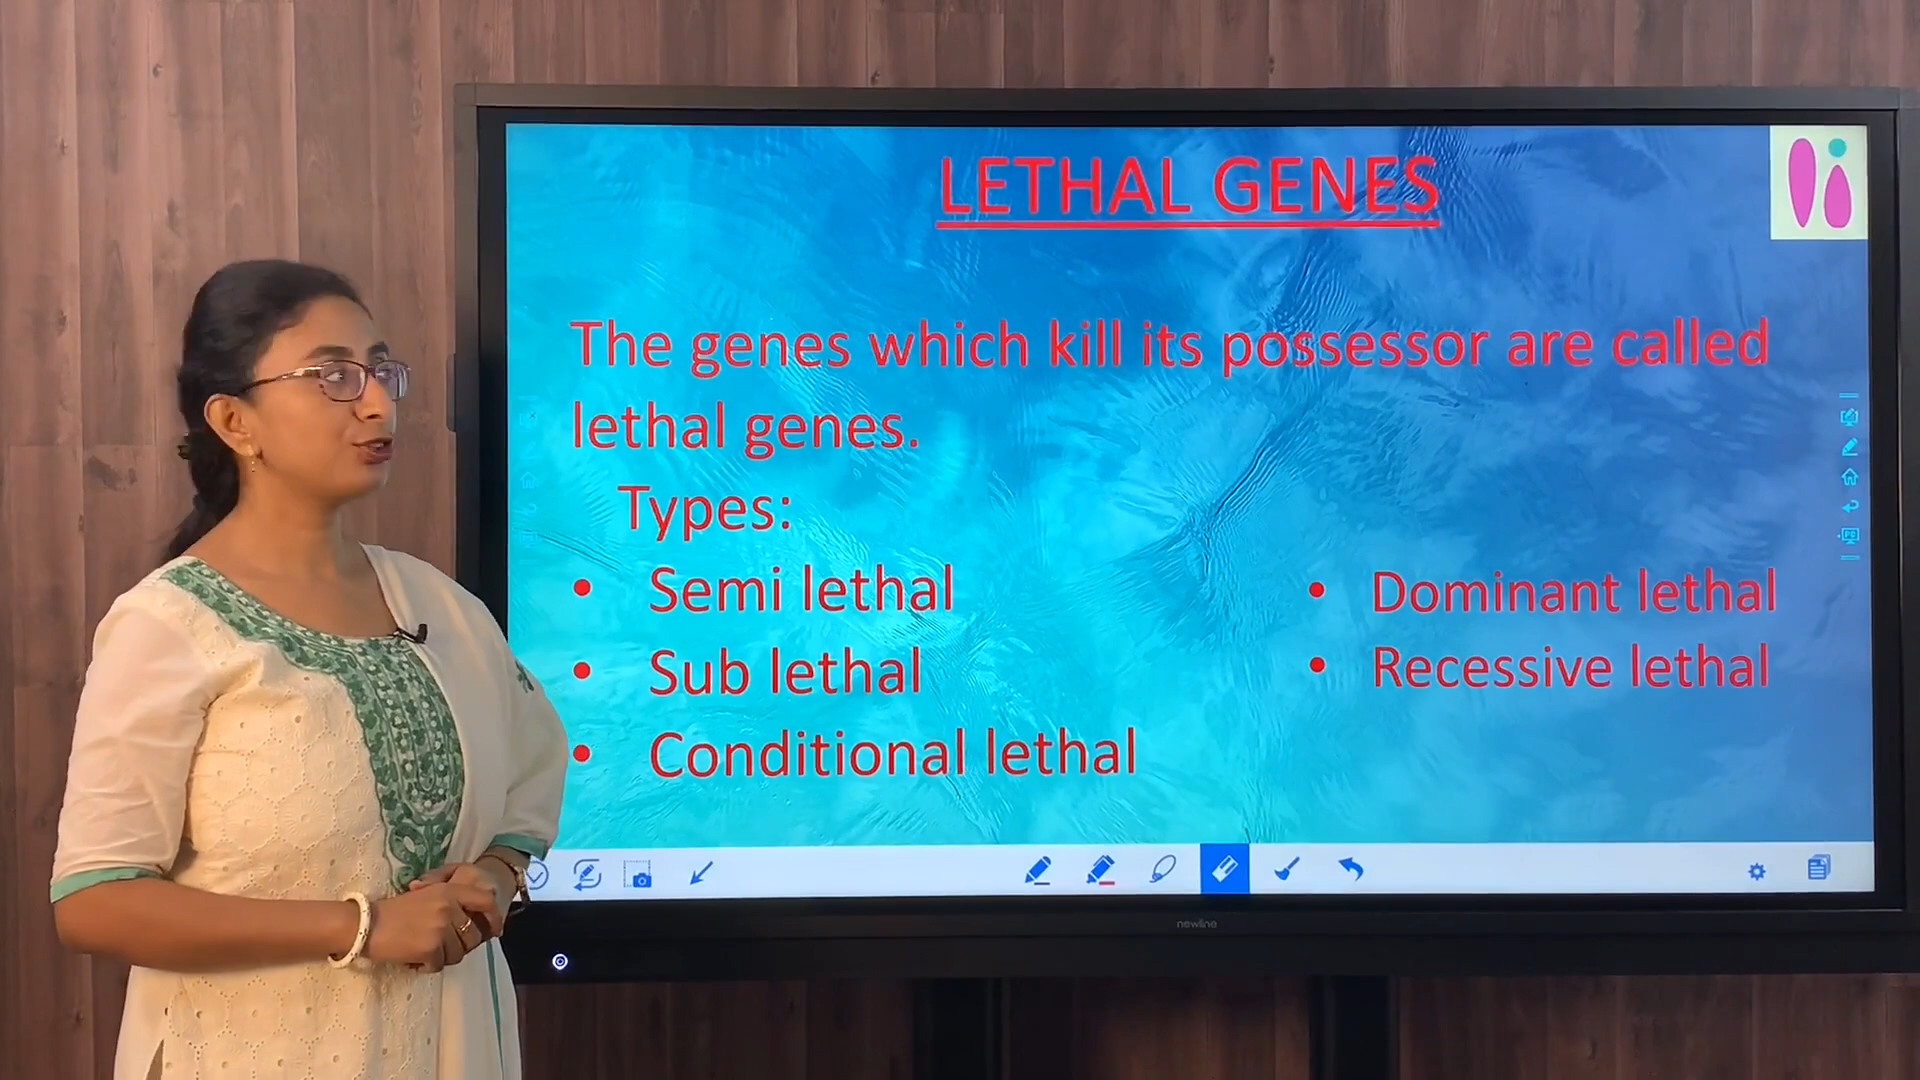 LETHAL GENES
The genes which kill its possessor are called
lethal genes.
Types:
• Semi lethal
• Sub lethal
• Conditional lethal
• Dominant lethal
• Recessive lethal
newline